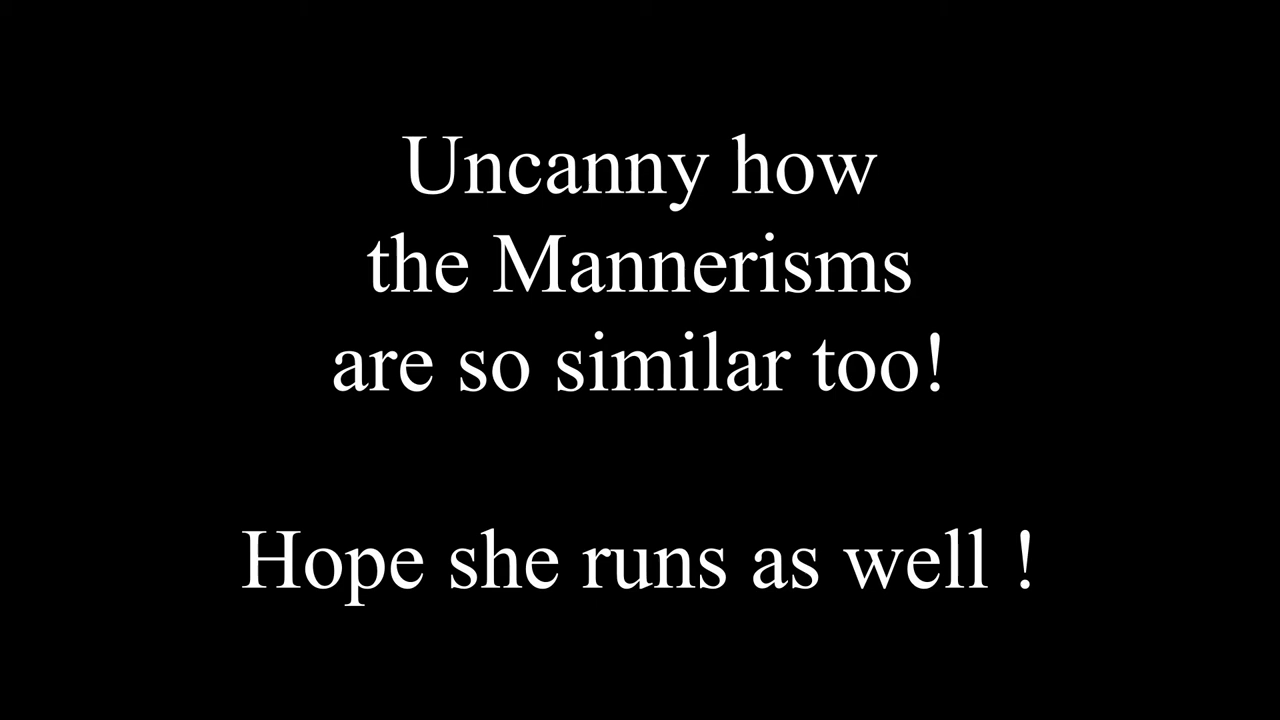 Uncanny how
the Mannerisms
are so similar too!
Hope she runs as well !